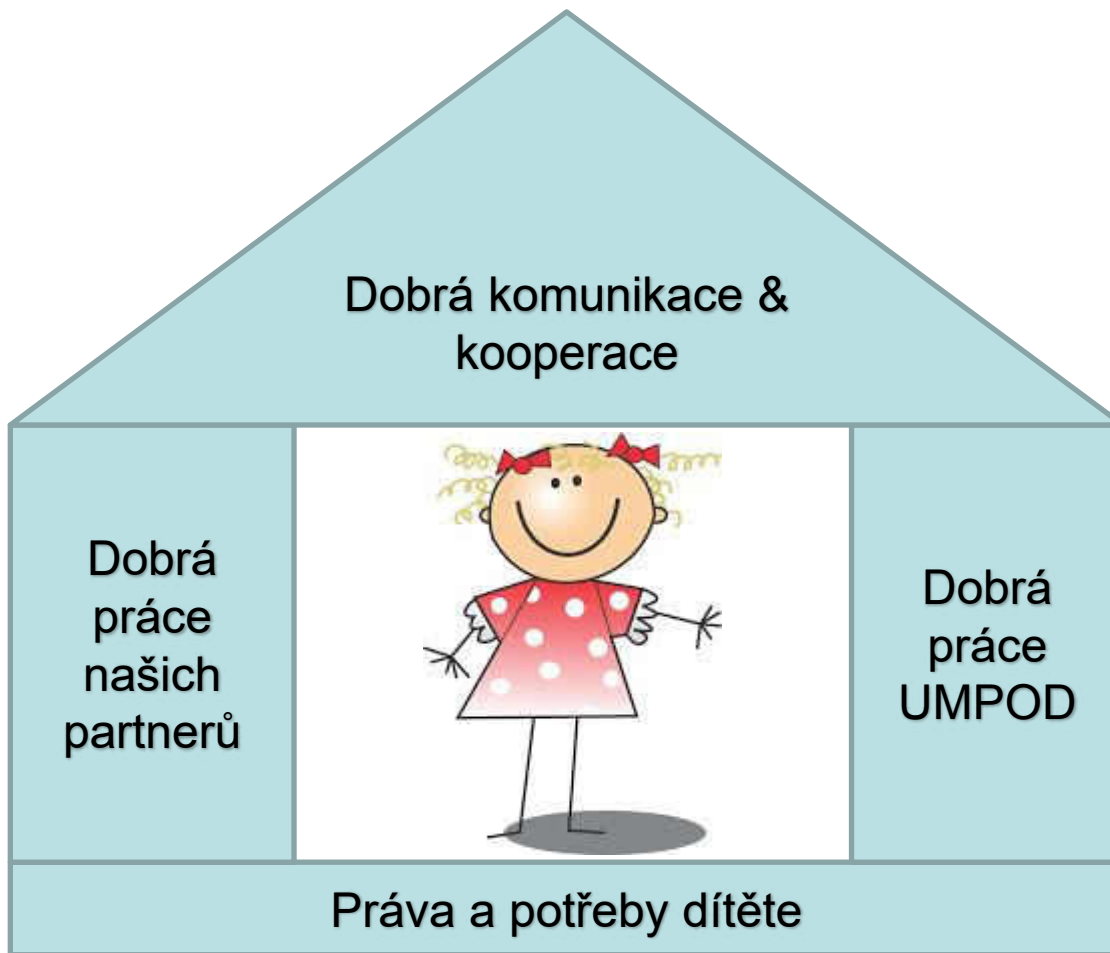 Dobrá komunikace &
kooperace
Dobrá
práce
našich
partnerů
Dobrá
práce
UMPOD
Práva a potřeby dítěte